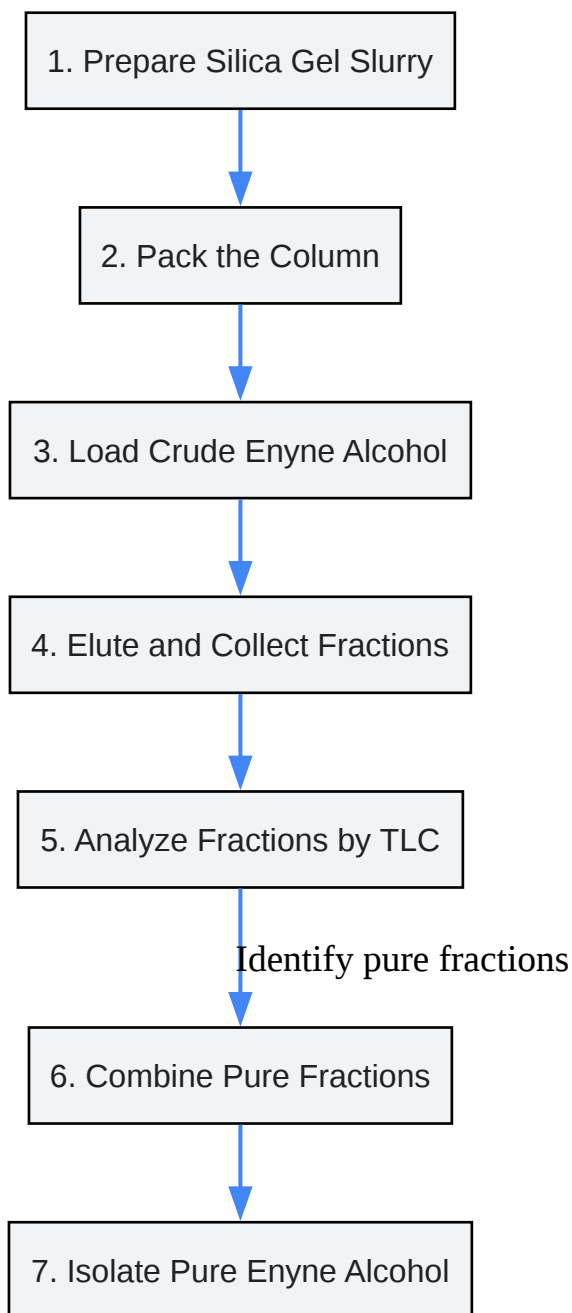 1. Prepare Silica Gel Slurry
2. Pack the Column
3. Load Crude Enyne Alcohol
4. Elute and Collect Fractions
5. Analyze Fractions by TLC
Identify pure fractions
6. Combine Pure Fractions
7. Isolate Pure Enyne Alcohol